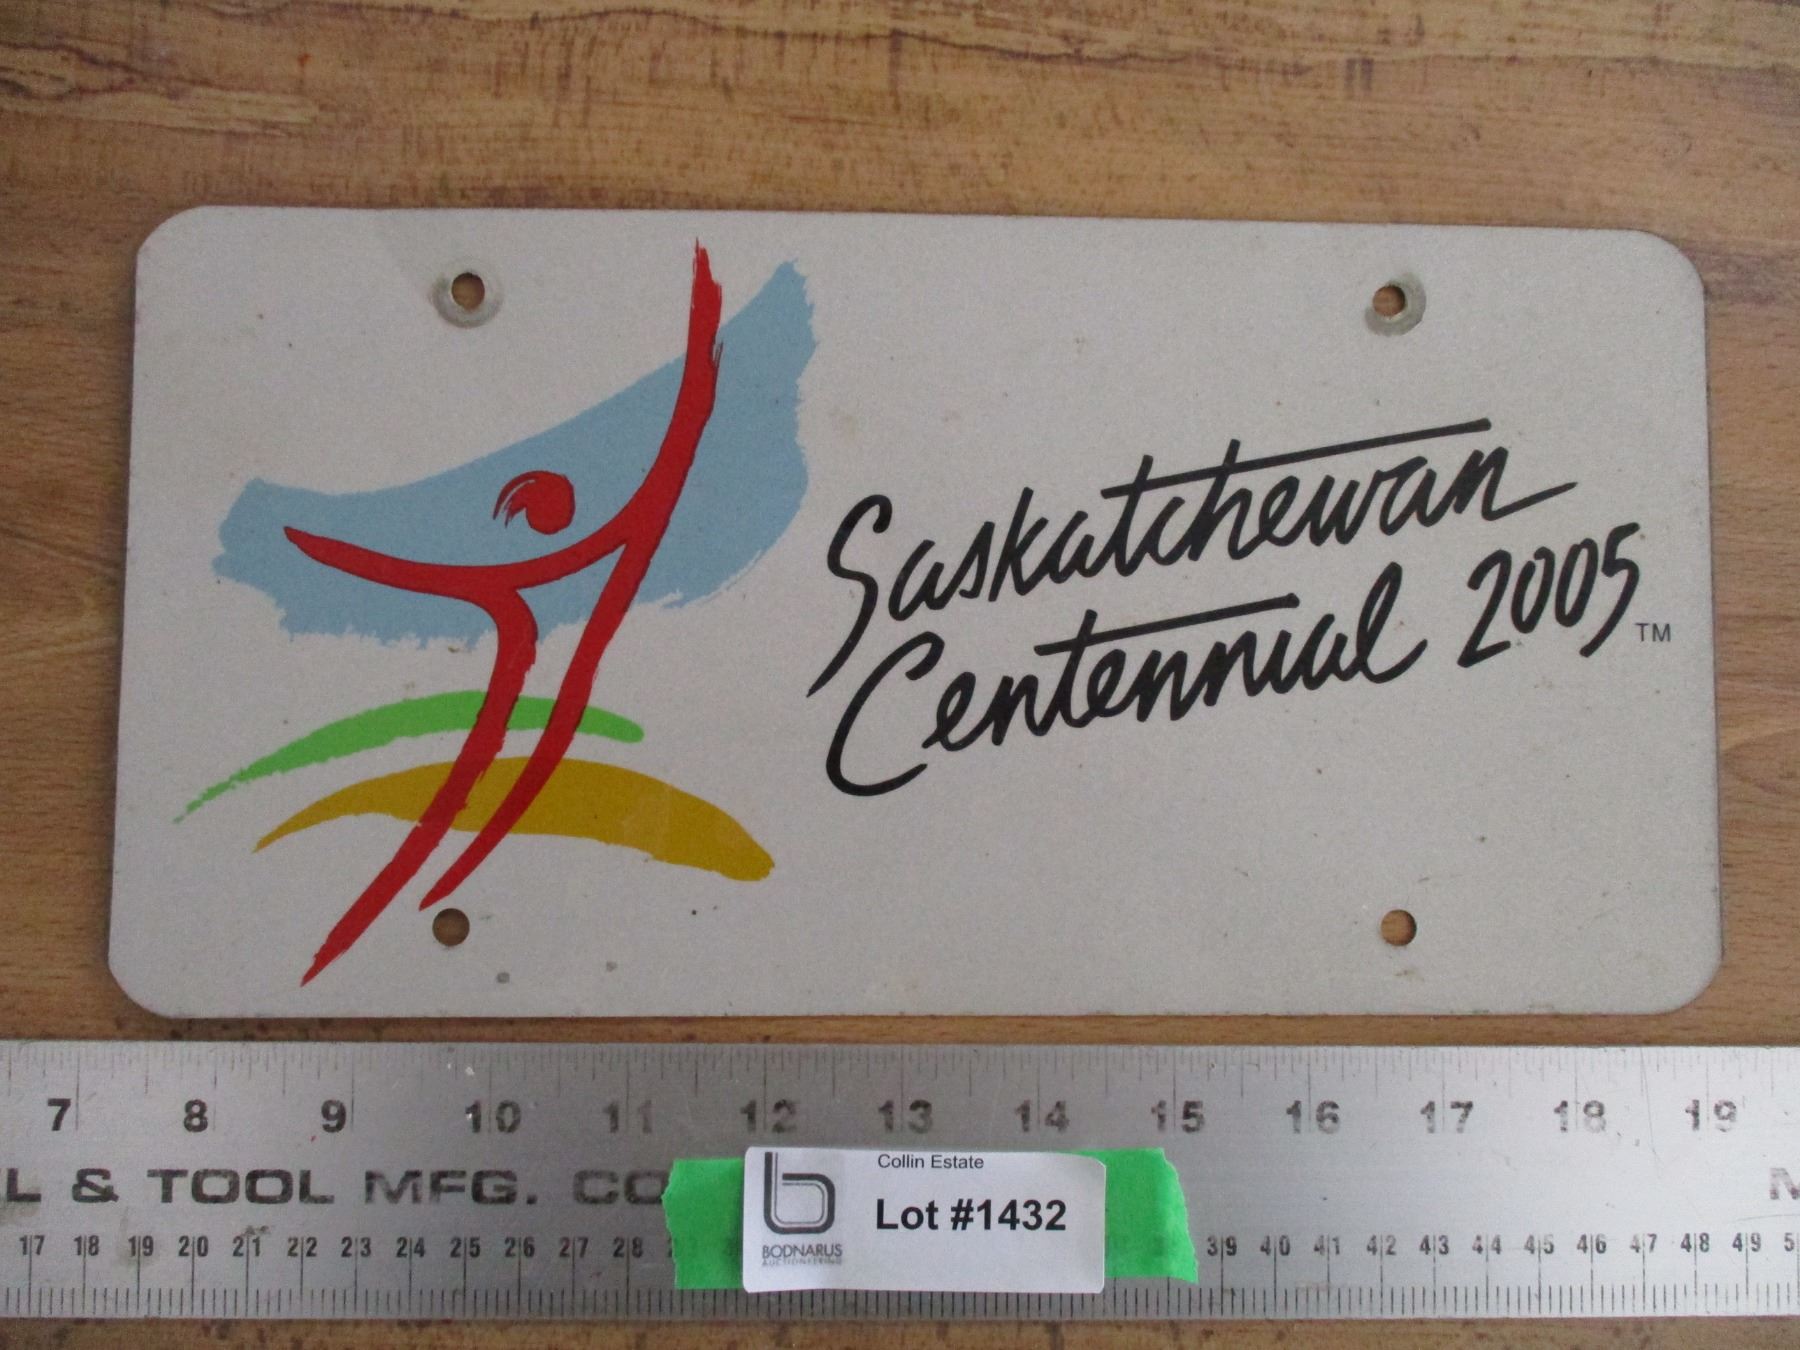 Saskatchewan
Centennial 2005
TM
7 8 9 10 11 12 13 14 15 16 17 18 19
Collin Estate
Lot #1432
BODNARUS
AUCTIONEERING
L & TOOL MFG. CO
17 18 19 20 21 22 23 24 25 26 27 28 39 40 41 42 43 44 45 46 47 48 49